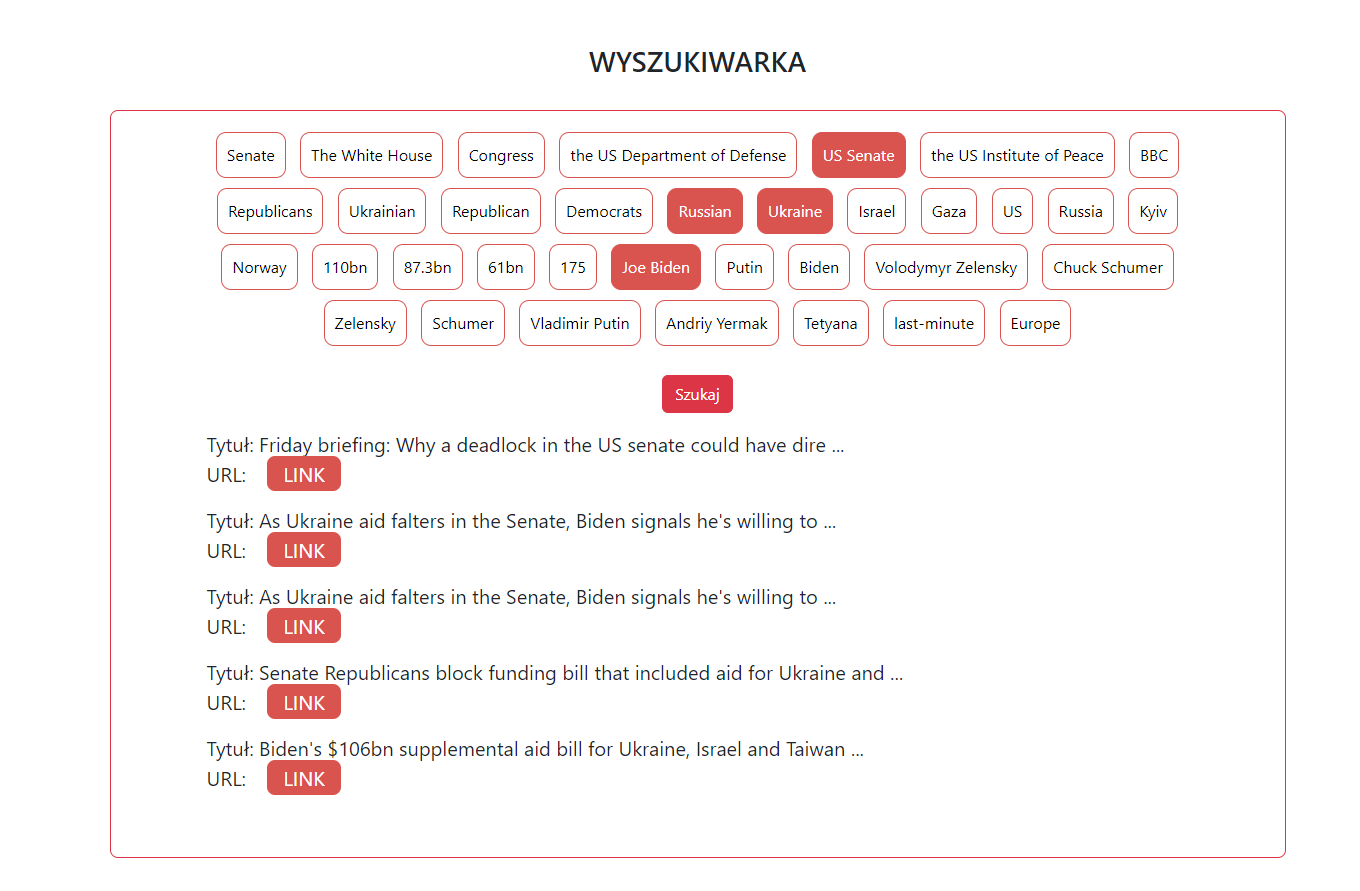 WYSZUKIWARKA
Senate The White House Congress the US Department of Defense US Senate the US Institute of Peace BBC
Republicans Ukrainian Republican Democrats Russian Ukraine Israel Gaza US Russia Kyiv
Norway 110bn 87.3bn 61bn 175 Joe Biden Putin Biden Volodymyr Zelensky Chuck Schumer
Zelensky Schumer Vladimir Putin Andriy Yermak Tetyana last-minute Europe
Szukaj
Tytuł: Friday briefing: Why a deadlock in the US senate could have dire ...
URL: LINK
Tytuł: As Ukraine aid falters in the Senate, Biden signals he's willing to ...
URL: LINK
Tytuł: As Ukraine aid falters in the Senate, Biden signals he's willing to ...
URL: LINK
Tytuł: Senate Republicans block funding bill that included aid for Ukraine and ...
URL: LINK
Tytuł: Biden's $106bn supplemental aid bill for Ukraine, Israel and Taiwan ...
URL: LINK